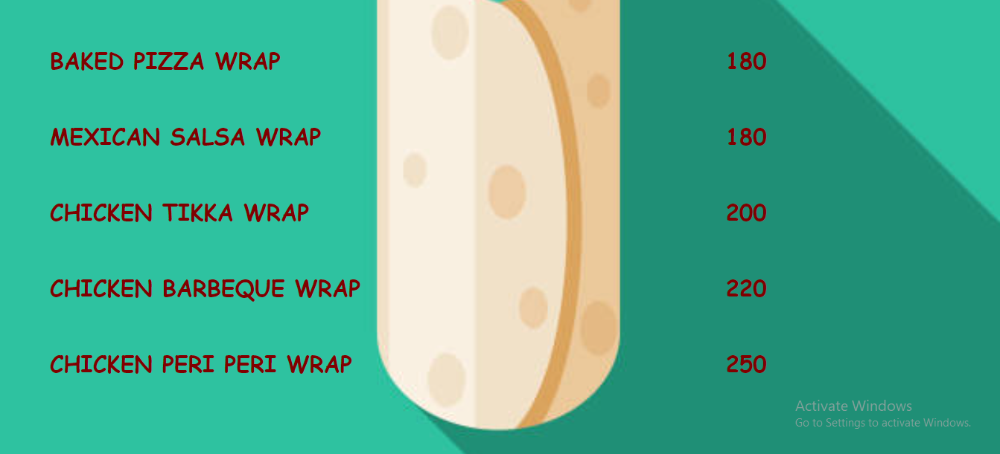 BAKED PIZZA WRAP 180
MEXICAN SALSA WRAP 180
CHICKEN TIKKA WRAP 200
CHICKEN BARBEQUE WRAP 220
CHICKEN PERI PERI WRAP 250
Activate Windows
Go to Settings to activate Windows.